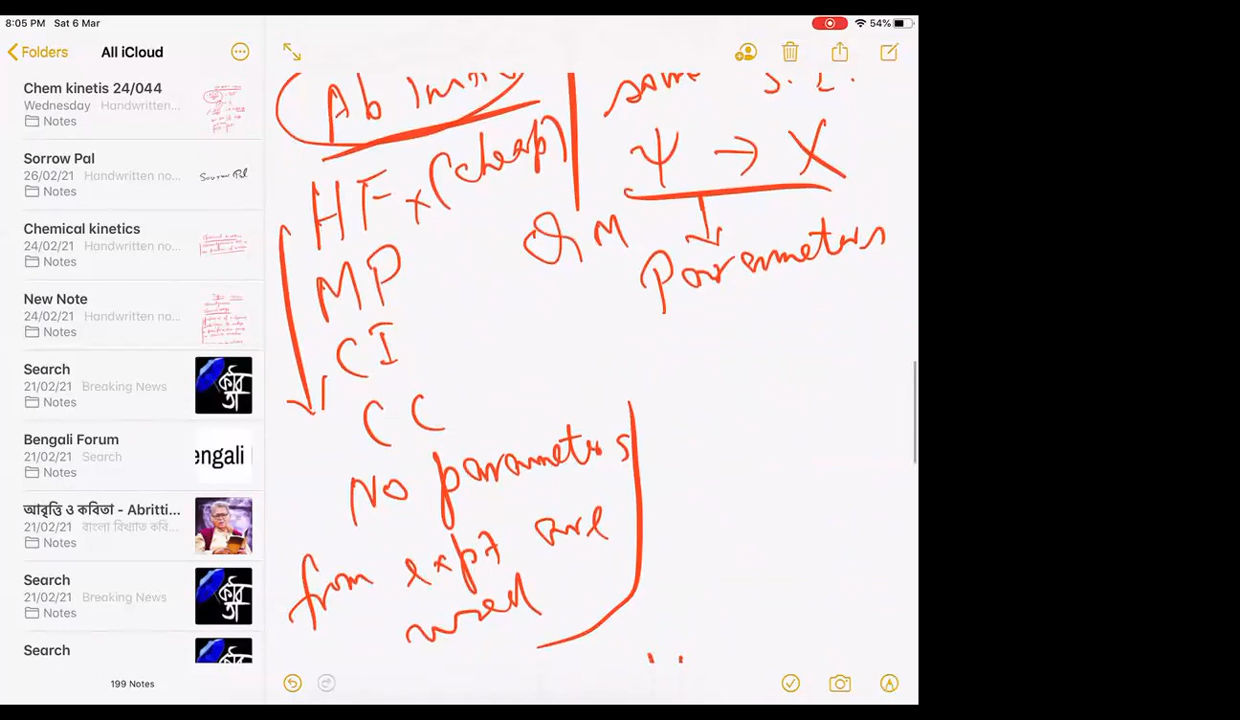 8:05 PM Sat 6 Mar
54%
Folders
All iCloud
Chem kinetis 24/044
Wednesday Handwritten...
Notes
Sorrow Pal
26/02/21 Handwritten no...
Notes
Sorrow Pal
Chemical kinetics
24/02/21 Handwritten no...
Notes
New Note
24/02/21 Handwritten no...
Notes
Search
21/02/21 Breaking News
Notes
Bengali Forum
21/02/21 Search
Notes
engali
আবৃত্তি ও কবিতা - Abritti...
21/02/21 বাংলা বিখ্যাত কবি...
Notes
Search
21/02/21 Breaking News
Notes
Search
199 Notes
Ab
HF x (cheap)
MP
CI
CC
No parameters
from expt are
used
some S. E.
Ψ → X
QM
Parameters